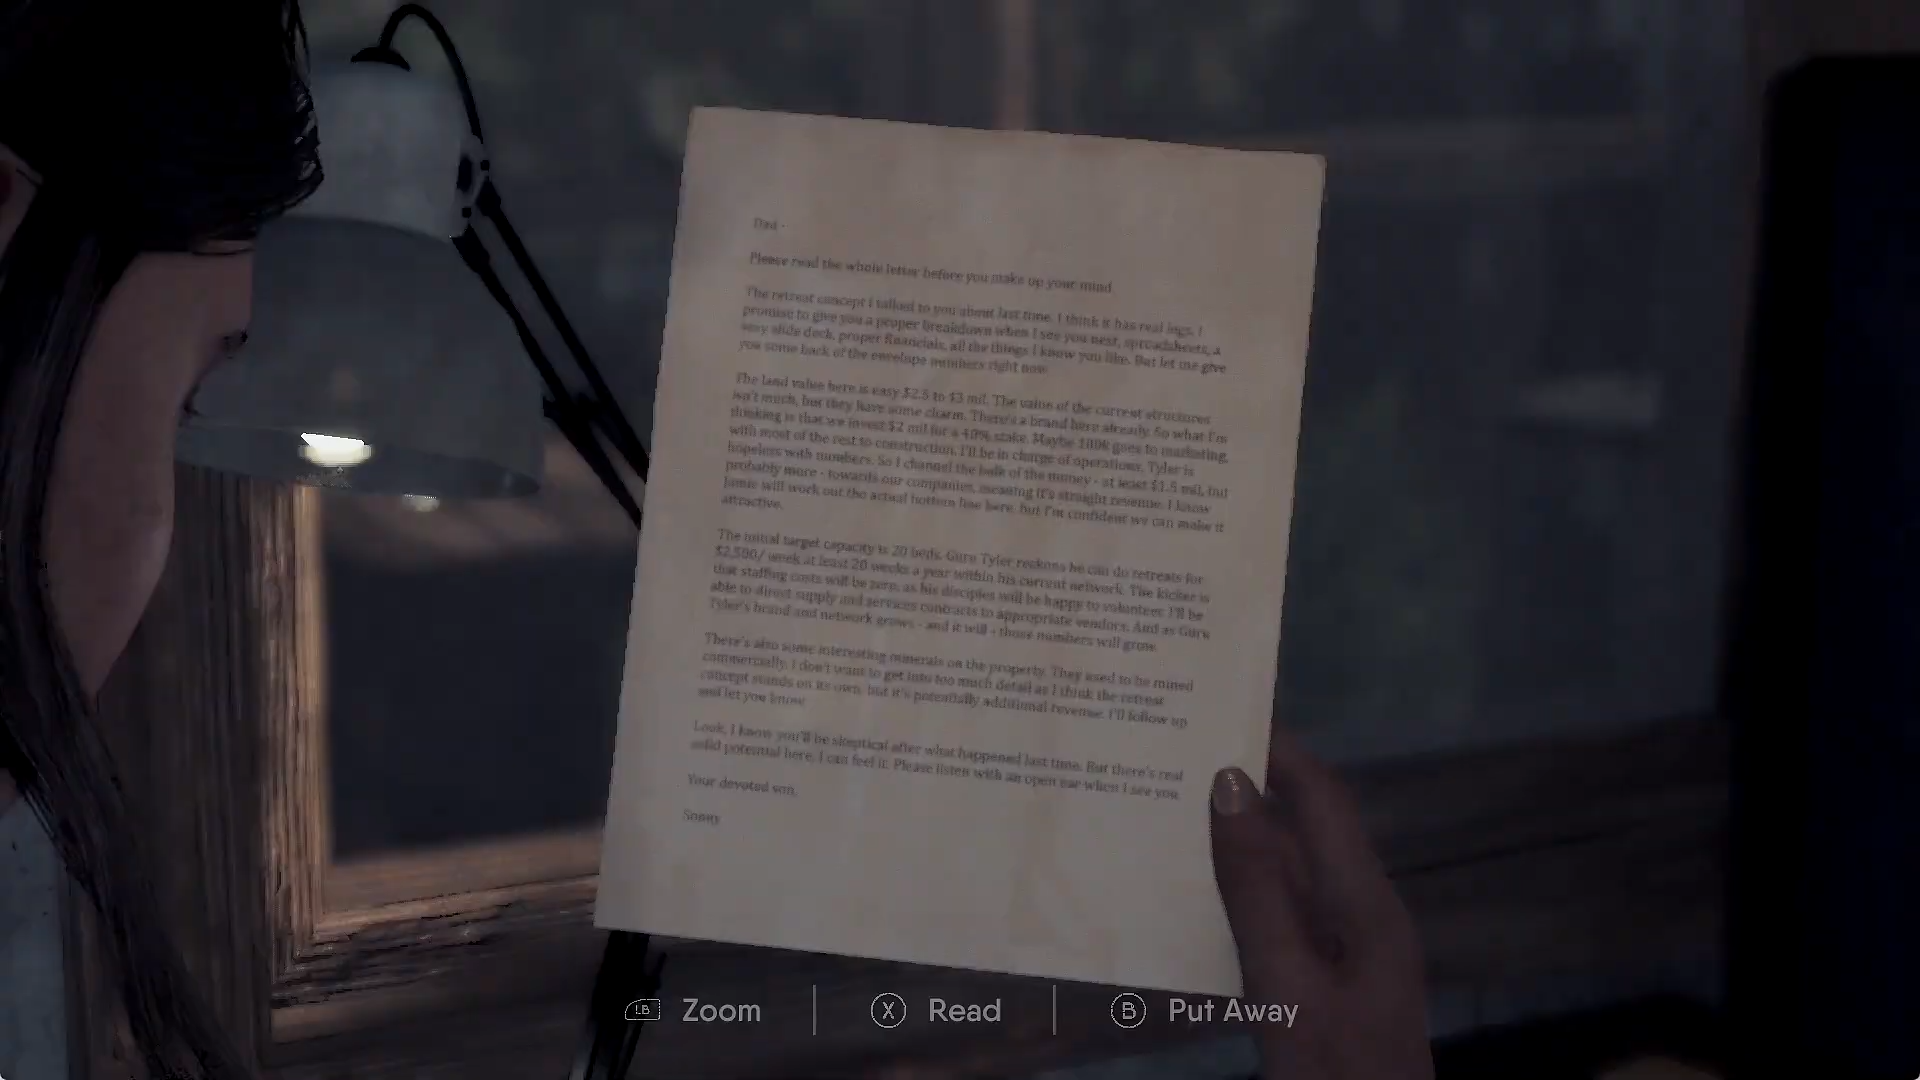 Dad -
Please read the whole letter before you make up your mind.
The retreat concept I talked to you about last time. I think it has real legs. I
promise to give you a proper breakdown when I see you next, spreadsheets, a
sexy slide deck, proper financials, all the things I know you like. But let me give
you some back of the envelope numbers right now.
The land value here is easy $2.5 to $3 mil. The value of the current structures
isn't much, but they have some charm. There's a brand here already. So what I'm
thinking is that we invest $2 mil for a 40% stake. Maybe 100k goes to marketing,
with most of the rest to construction. I'll be in charge of operations. Tyler is
hopeless with numbers. So I channel the bulk of the money - at least $1.5 mil, but
probably more - towards our companies, meaning it's straight revenue. I know
Jamie will work out the actual bottom line here, but I'm confident we can make it
attractive.
The initial target capacity is 20 beds. Guru Tyler reckons he can do retreats for
$2,500/ week at least 20 weeks a year within his current network. The kicker is
that staffing costs will be zero, as his disciples will be happy to volunteer. I'll be
able to direct supply and services contracts to appropriate vendors. And as Guru
Tyler's brand and network grows - and it will - those numbers will grow.
There's also some interesting minerals on the property. They used to be mined
commercially. I don't want to get into too much detail as I think the retreat
concept stands on its own, but it's potentially additional revenue. I'll follow up
and let you know.
Look, I know you'll be skeptical after what happened last time. But there's real
solid potential here, I can feel it. Please listen with an open ear when I see you.
Your devoted son,
Sonny
LB Zoom X Read B Put Away